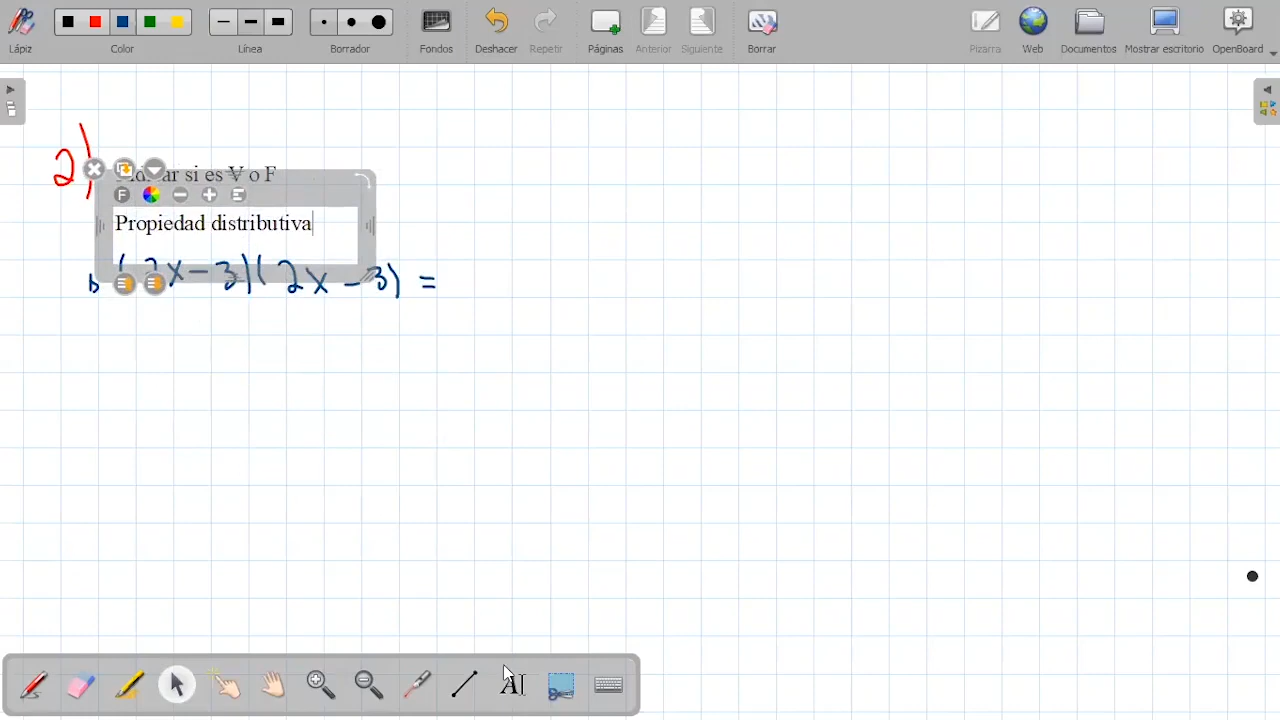 Lápiz Color Línea Borrador Fondos Deshacer Repetir Páginas Anterior Siguiente Borrar Pizarra Web Documentos Mostrar escritorio OpenBoard
2)
si es V o F
Propiedad distributiva
b (2x-3)(2x-3) =